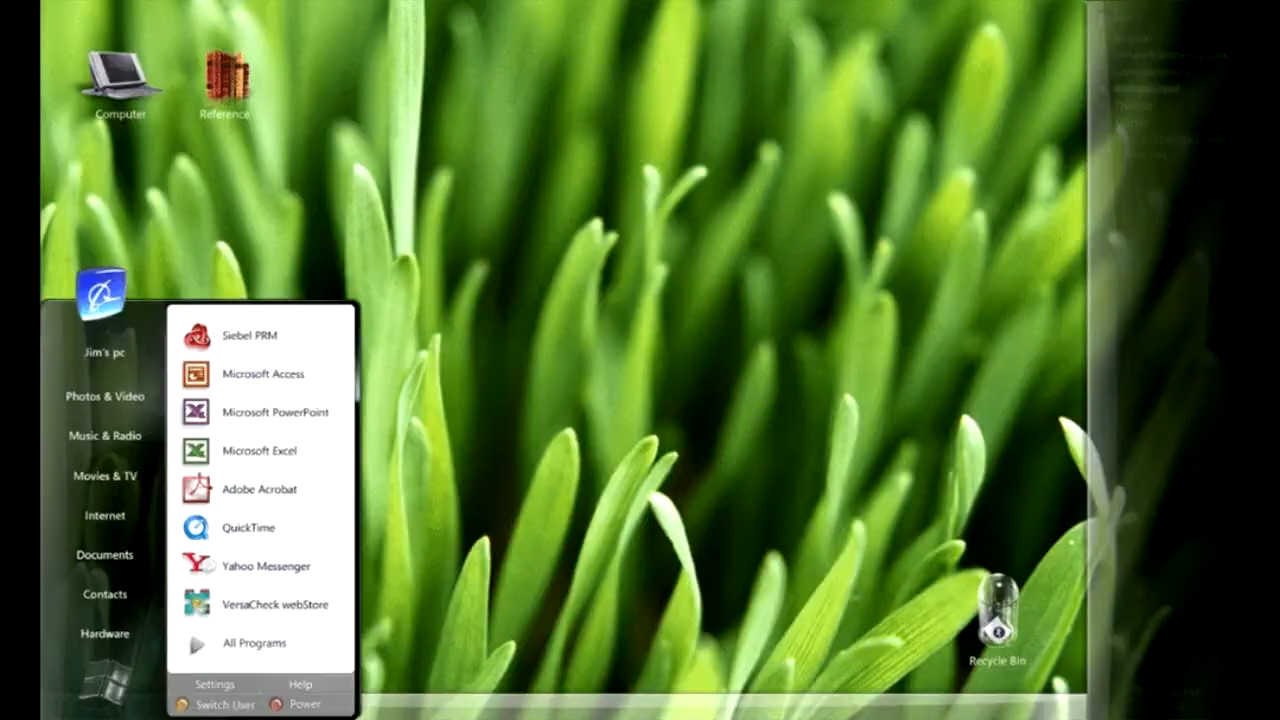 Computer
Reference
Jim's pc
Photos & Video
Music & Radio
Movies & TV
Internet
Documents
Contacts
Hardware
Siebel PRM
Microsoft Access
Microsoft PowerPoint
Microsoft Excel
Adobe Acrobat
QuickTime
Yahoo Messenger
VersaCheck webStore
All Programs
Settings
Help
Switch User
Power
Recycle Bin